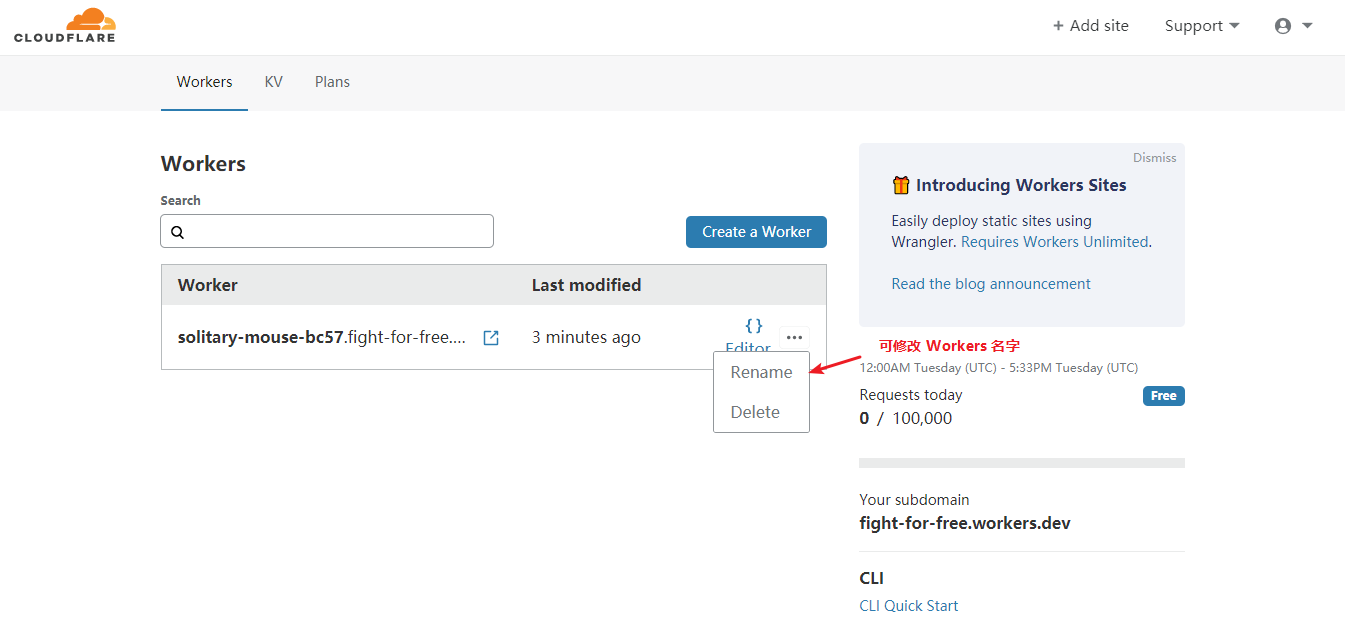 CLOUDFLARE
+ Add site
Support
Workers
KV
Plans
Workers
Search
Create a Worker
Worker
Last modified
solitary-mouse-bc57.fight-for-free....
3 minutes ago
{}
Editor
...
Rename
Delete
Dismiss
Introducing Workers Sites
Easily deploy static sites using
Wrangler. Requires Workers Unlimited.
Read the blog announcement
可修改 Workers 名字
12:00AM Tuesday (UTC) - 5:33PM Tuesday (UTC)
Requests today
Free
0 / 100,000
Your subdomain
fight-for-free.workers.dev
CLI
CLI Quick Start